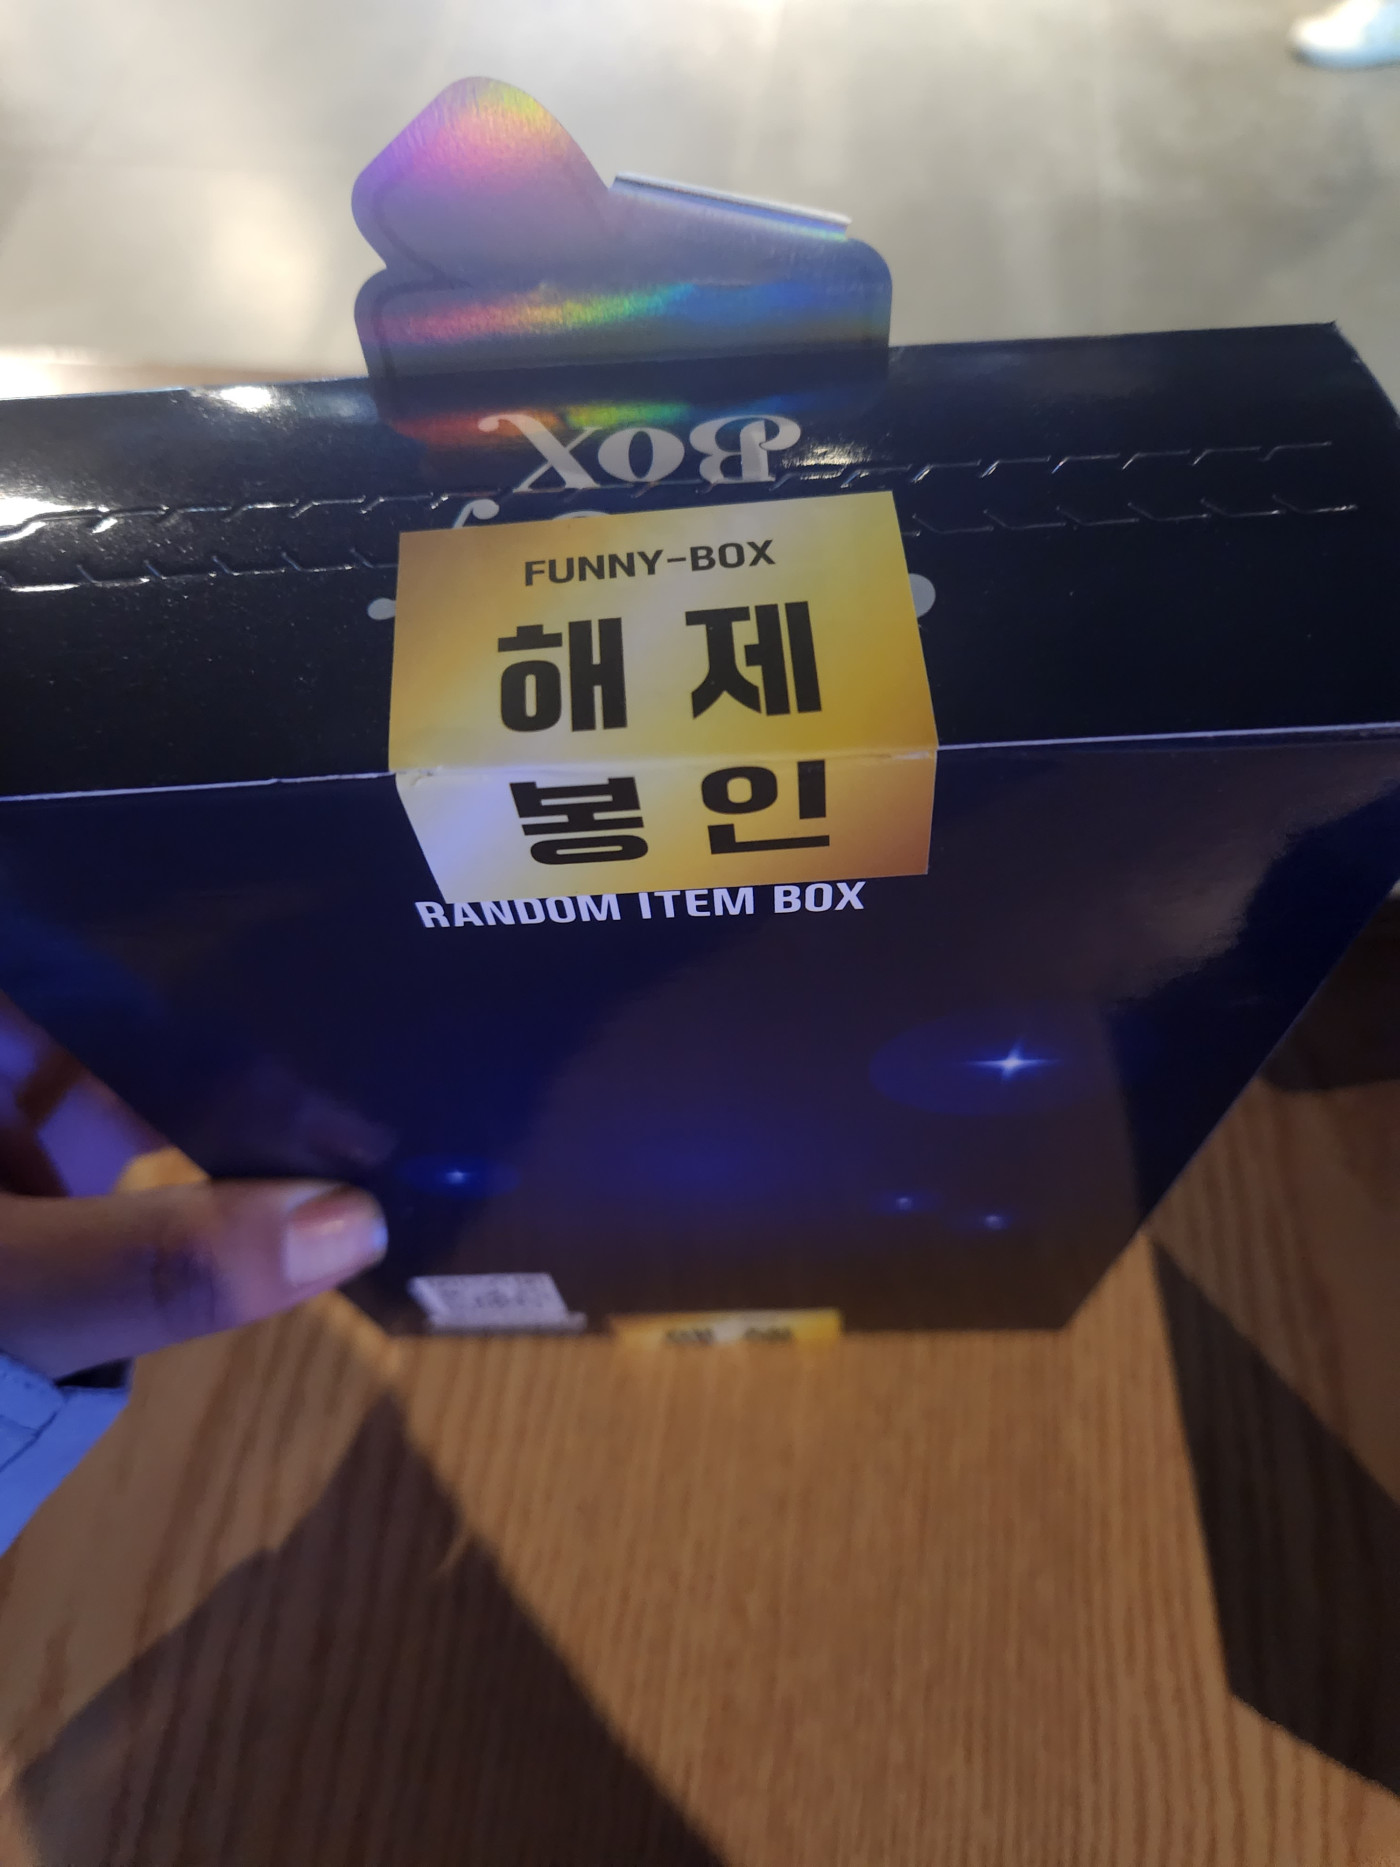 Box
FUNNY-BOX
해 제
봉 인
RANDOM ITEM BOX